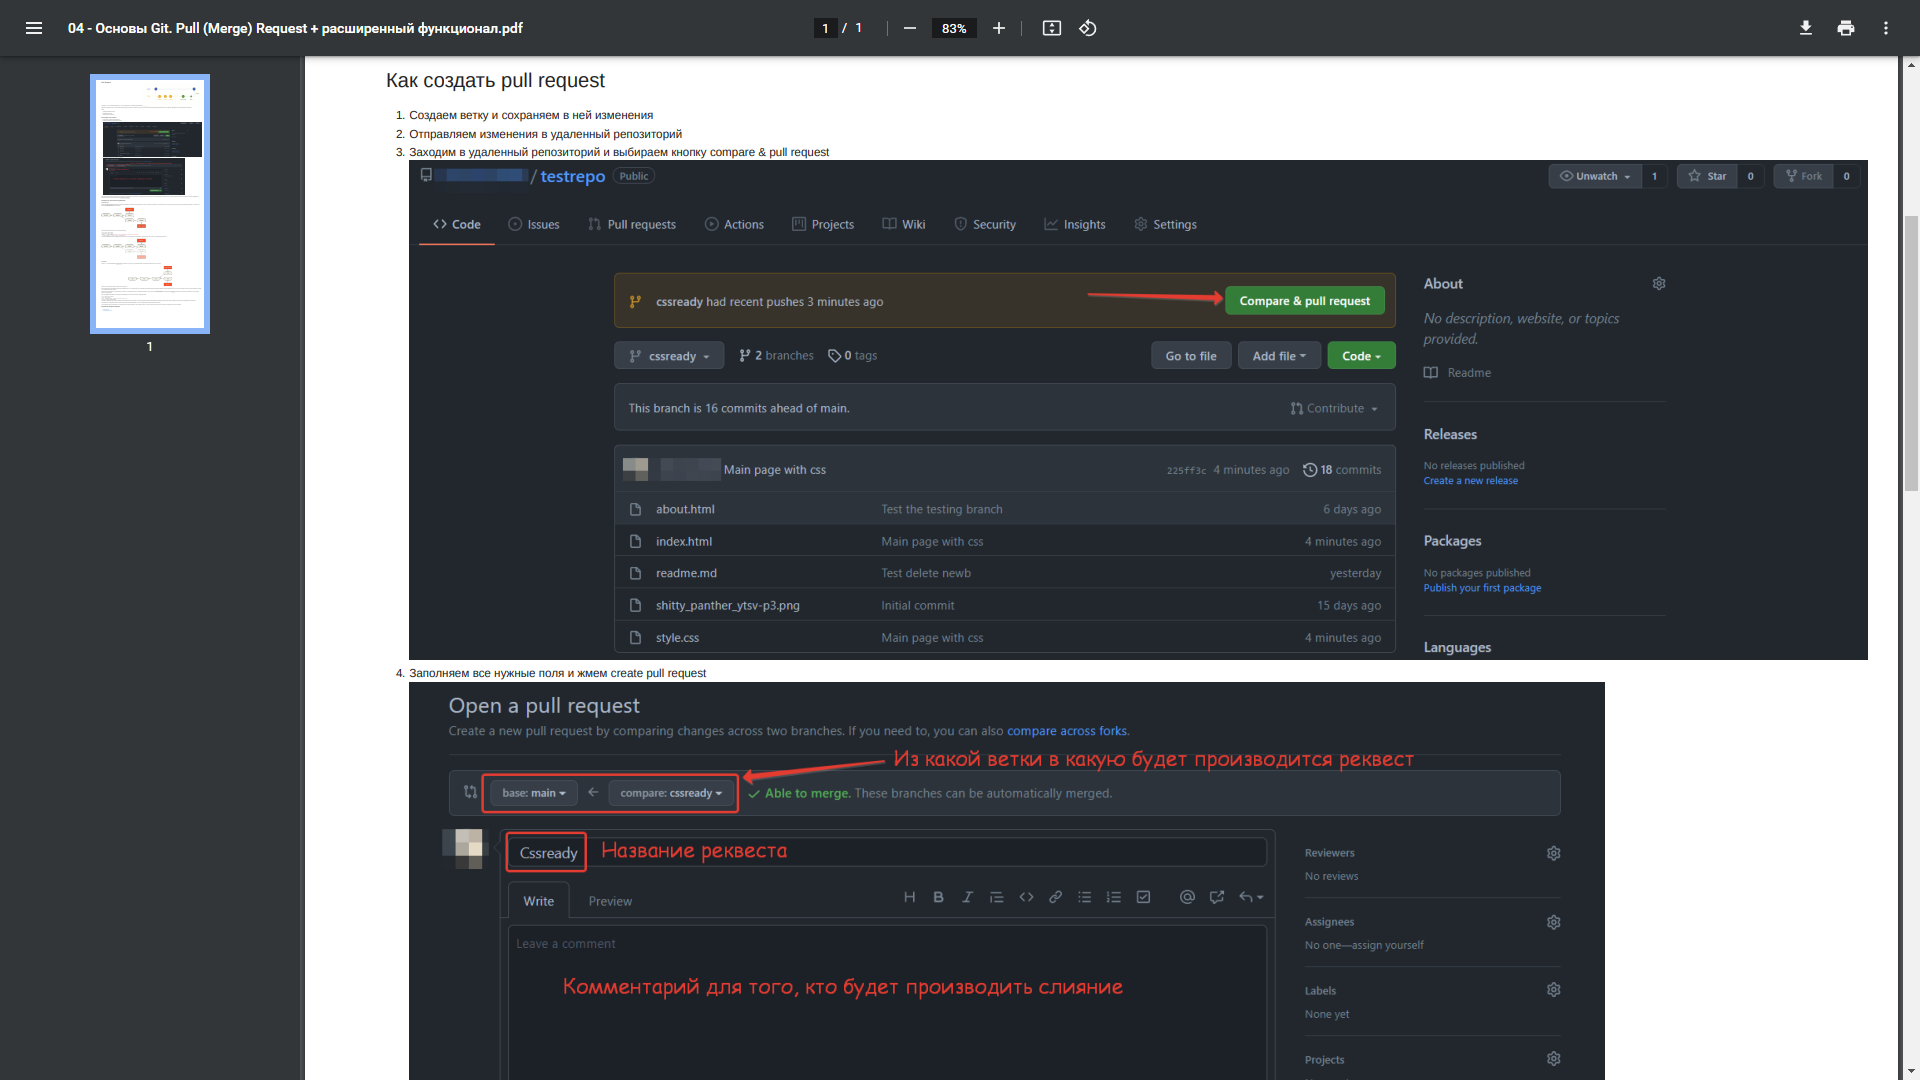 04 - Основы Git. Pull (Merge) Request + расширенный функционал.pdf
1 / 1
83%
1
Как создать pull request
1. Создаем ветку и сохраняем в ней изменения
2. Отправляем изменения в удаленный репозиторий
3. Заходим в удаленный репозиторий и выбираем кнопку compare & pull request
/ testrepo Public
Unwatch 1 Star 0 Fork 0
Code Issues Pull requests Actions Projects Wiki Security Insights Settings
cssready had recent pushes 3 minutes ago
Compare & pull request
cssready 2 branches 0 tags
Go to file Add file Code
This branch is 16 commits ahead of main.
Contribute
Main page with css
225ff3c 4 minutes ago 18 commits
about.html Test the testing branch 6 days ago
index.html Main page with css 4 minutes ago
readme.md Test delete newb yesterday
shitty_panther_ytsv-p3.png Initial commit 15 days ago
style.css Main page with css 4 minutes ago
About
No description, website, or topics
provided.
Readme
Releases
No releases published
Create a new release
Packages
No packages published
Publish your first package
Languages
4. Заполняем все нужные поля и жмем create pull request
Open a pull request
Create a new pull request by comparing changes across two branches. If you need to, you can also compare across forks.
Из какой ветки в какую будет производится реквест
base: main compare: cssready Able to merge. These branches can be automatically merged.
Cssready Название реквеста
Write Preview
H B I
Leave a comment
Комментарий для того, кто будет производить слияние
Reviewers
No reviews
Assignees
No one—assign yourself
Labels
None yet
Projects